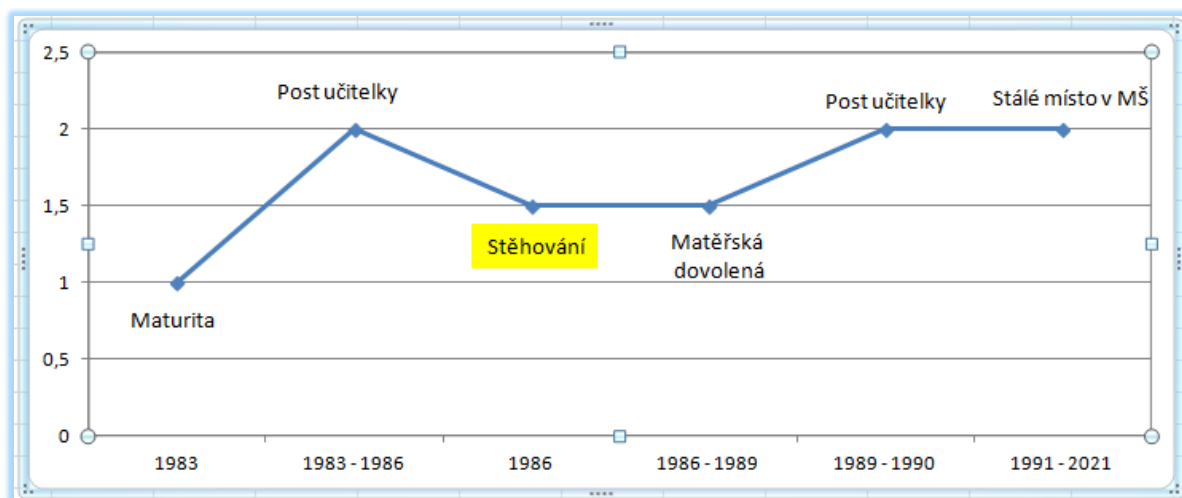 2,5
Post učitelky
Post učitelky
Stálé místo v MŠ
2
1,5
Stěhování
Matěřská
dovolená
1
Maturita
0,5
0
1983
1983 - 1986
1986
1986 - 1989
1989 - 1990
1991 - 2021